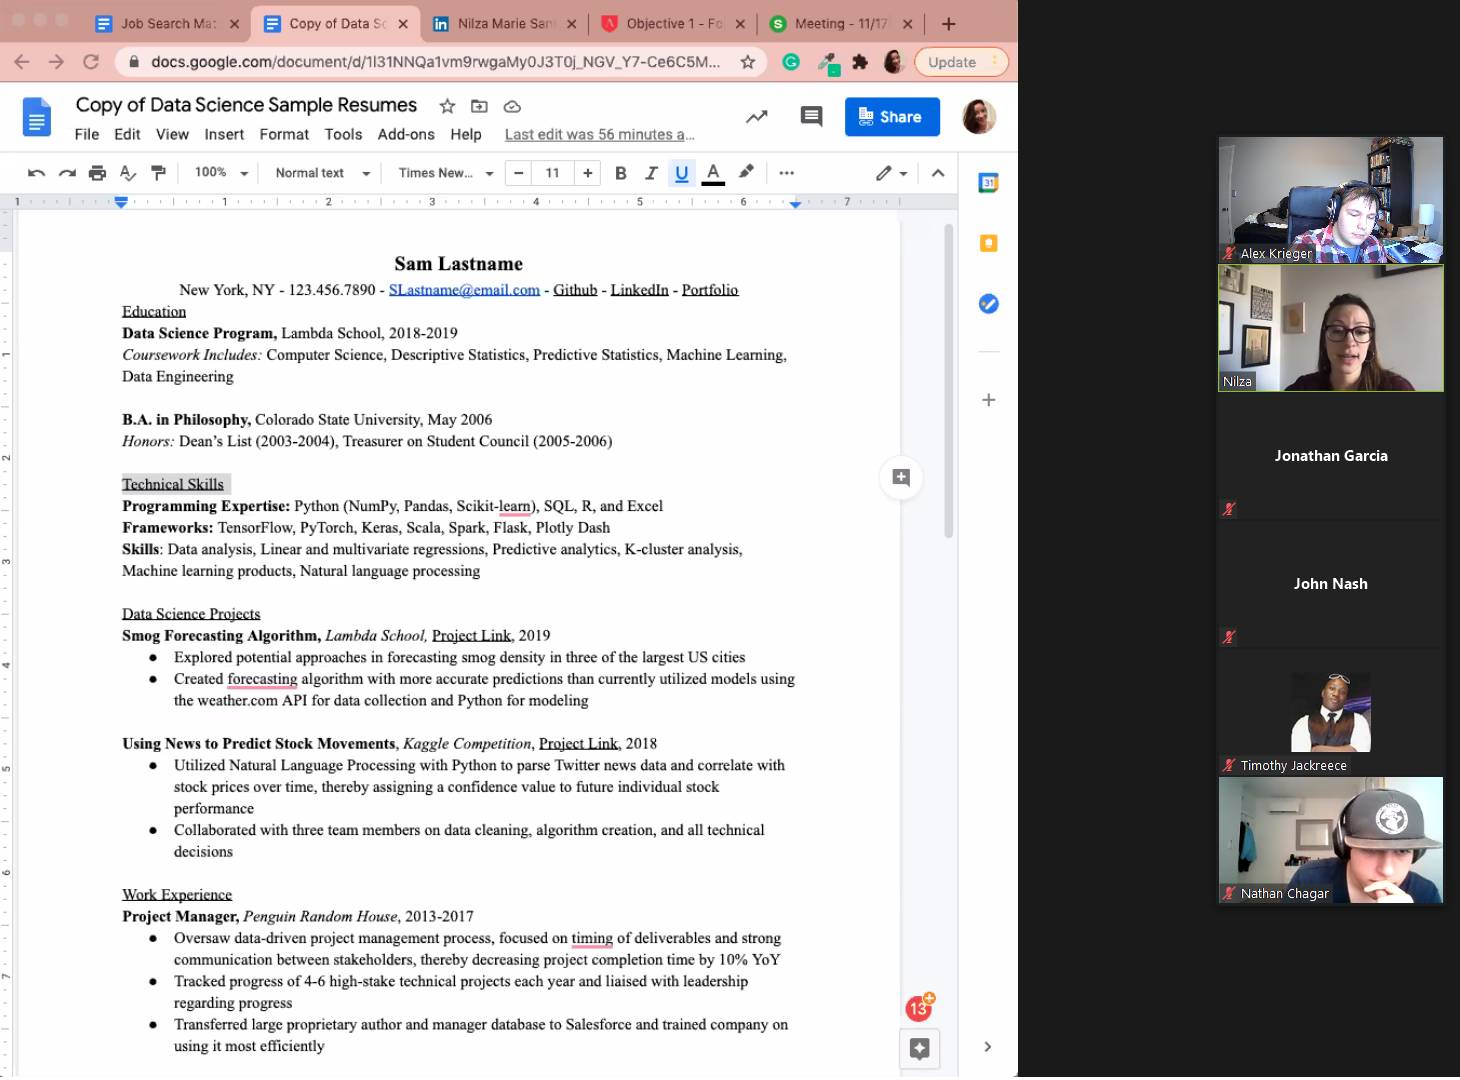 Job Search Mat
Copy of Data Sc
Nilza Marie San
Objective 1 - Fo
Meeting - 11/17
docs.google.com/document/d/1I31NNQa1vm9rwgaMy0J3T0j_NGV_Y7-Ce6C5M...
Update
Copy of Data Science Sample Resumes
Share
File Edit View Insert Format Tools Add-ons Help Last edit was 56 minutes a...
100% Normal text Times New... 11 B I U A
31
1 1 2 3 4 5 6 7
Sam Lastname
New York, NY - 123.456.7890 - SLastname@email.com - Github - LinkedIn - Portfolio
Education
Data Science Program, Lambda School, 2018-2019
Coursework Includes: Computer Science, Descriptive Statistics, Predictive Statistics, Machine Learning,
Data Engineering
B.A. in Philosophy, Colorado State University, May 2006
Honors: Dean's List (2003-2004), Treasurer on Student Council (2005-2006)
Technical Skills
Programming Expertise: Python (NumPy, Pandas, Scikit-learn), SQL, R, and Excel
Frameworks: TensorFlow, PyTorch, Keras, Scala, Spark, Flask, Plotly Dash
Skills: Data analysis, Linear and multivariate regressions, Predictive analytics, K-cluster analysis,
Machine learning products, Natural language processing
Data Science Projects
Smog Forecasting Algorithm, Lambda School, Project Link, 2019
● Explored potential approaches in forecasting smog density in three of the largest US cities
● Created forecasting algorithm with more accurate predictions than currently utilized models using
the weather.com API for data collection and Python for modeling
Using News to Predict Stock Movements, Kaggle Competition, Project Link, 2018
● Utilized Natural Language Processing with Python to parse Twitter news data and correlate with
stock prices over time, thereby assigning a confidence value to future individual stock
performance
● Collaborated with three team members on data cleaning, algorithm creation, and all technical
decisions
Work Experience
Project Manager, Penguin Random House, 2013-2017
● Oversaw data-driven project management process, focused on timing of deliverables and strong
communication between stakeholders, thereby decreasing project completion time by 10% YoY
● Tracked progress of 4-6 high-stake technical projects each year and liaised with leadership
regarding progress
● Transferred large proprietary author and manager database to Salesforce and trained company on
using it most efficiently
1
2
3
4
5
6
7
13
Alex Krieger
Nilza
Jonathan Garcia
John Nash
Timothy Jackreece
Nathan Chagar